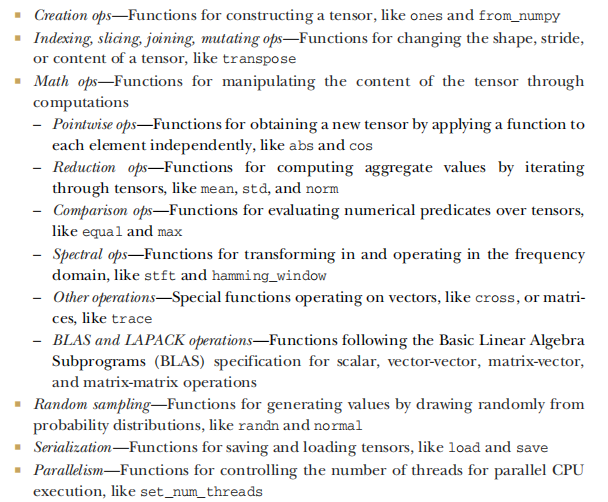 ▪ Creation ops—Functions for constructing a tensor, like ones and from_numpy
▪ Indexing, slicing, joining, mutating ops—Functions for changing the shape, stride,
or content of a tensor, like transpose
▪ Math ops—Functions for manipulating the content of the tensor through
computations
– Pointwise ops—Functions for obtaining a new tensor by applying a function to
each element independently, like abs and cos
– Reduction ops—Functions for computing aggregate values by iterating
through tensors, like mean, std, and norm
– Comparison ops—Functions for evaluating numerical predicates over tensors,
like equal and max
– Spectral ops—Functions for transforming in and operating in the frequency
domain, like stft and hamming_window
– Other operations—Special functions operating on vectors, like cross, or matri-
ces, like trace
– BLAS and LAPACK operations—Functions following the Basic Linear Algebra
Subprograms (BLAS) specification for scalar, vector-vector, matrix-vector,
and matrix-matrix operations
▪ Random sampling—Functions for generating values by drawing randomly from
probability distributions, like randn and normal
▪ Serialization—Functions for saving and loading tensors, like load and save
▪ Parallelism—Functions for controlling the number of threads for parallel CPU
execution, like set_num_threads